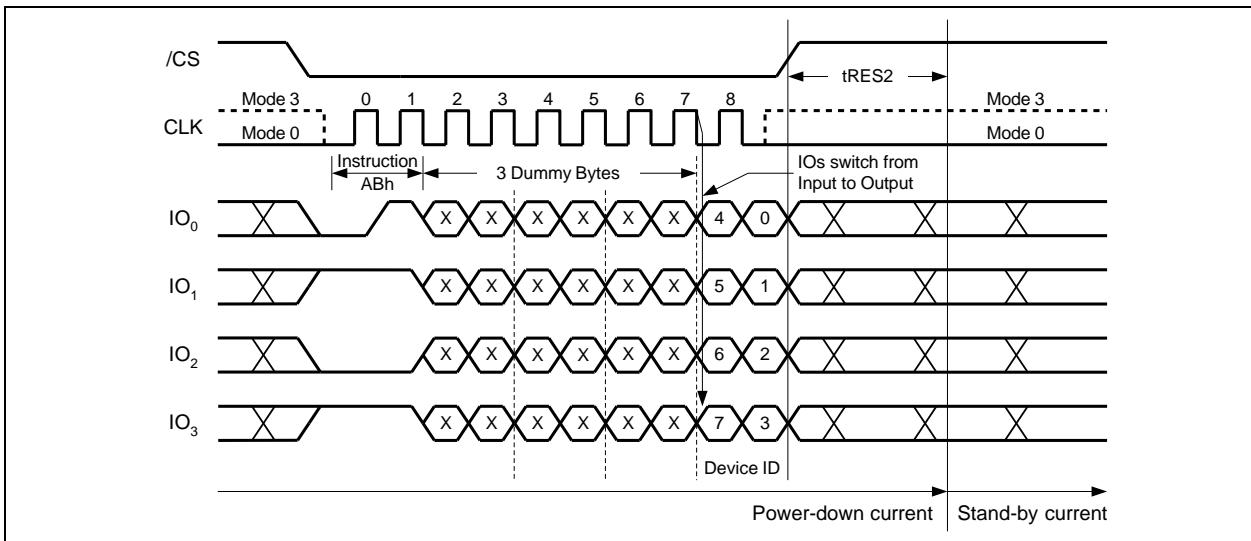 /CS
tRES2
Mode 3 0 1 2 3 4 5 6 7 8 Mode 3
CLK
Mode 0 Mode 0
Instruction
ABh
3 Dummy Bytes
IOs switch from
Input to Output
IO0 X X X X X X 4 0
IO1 X X X X X X 5 1
IO2 X X X X X X 6 2
IO3 X X X X X X 7 3
Device ID
Power-down current Stand-by current